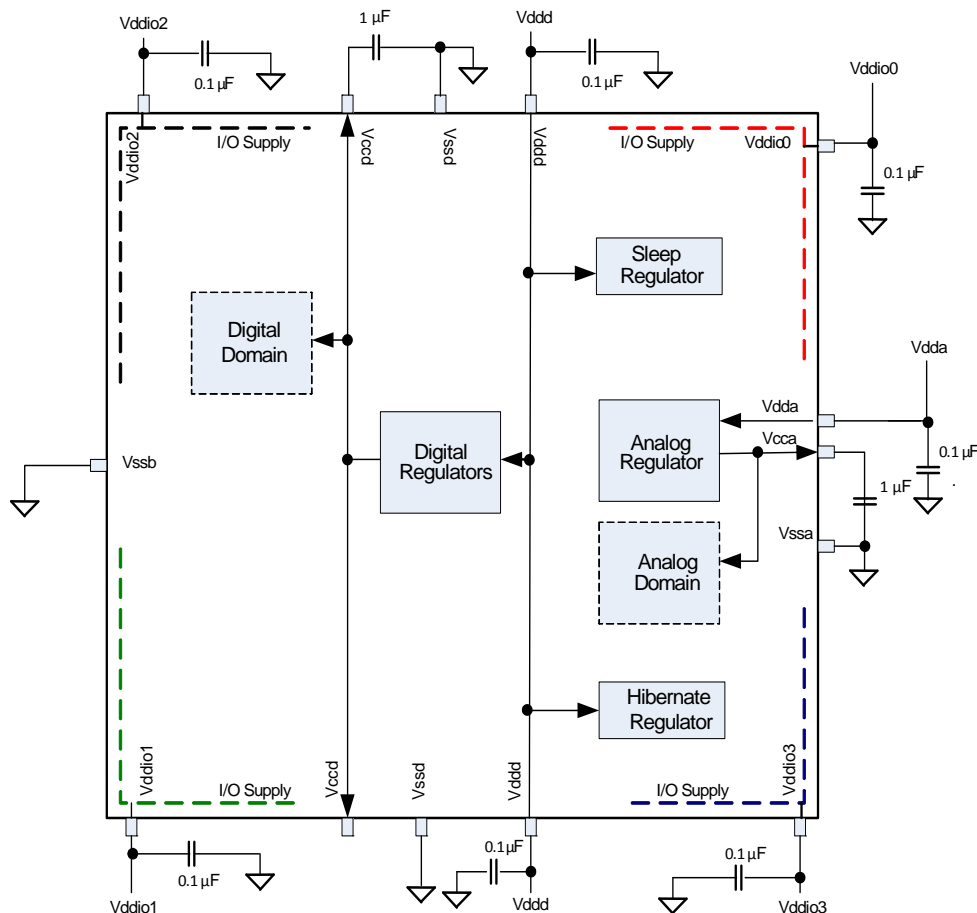 Vddio2
1 µF
Vddd
0.1 µF
0.1 µF
Vddio0
0.1 µF
Vddio2
I/O Supply
Vccd
Vssd
Vddd
I/O Supply
Vddio0
Sleep
Regulator
Digital
Domain
Vdda
Vdda
Digital
Regulators
Analog
Regulator
Vcca
0.1 µF
.
1 µF
Vssb
Vssa
Analog
Domain
Hibernate
Regulator
Vddio1
I/O Supply
Vccd
Vssd
Vddd
I/O Supply
Vddio3
0.1 µF
0.1 µF
0.1 µF
Vddio1
Vddd
Vddio3